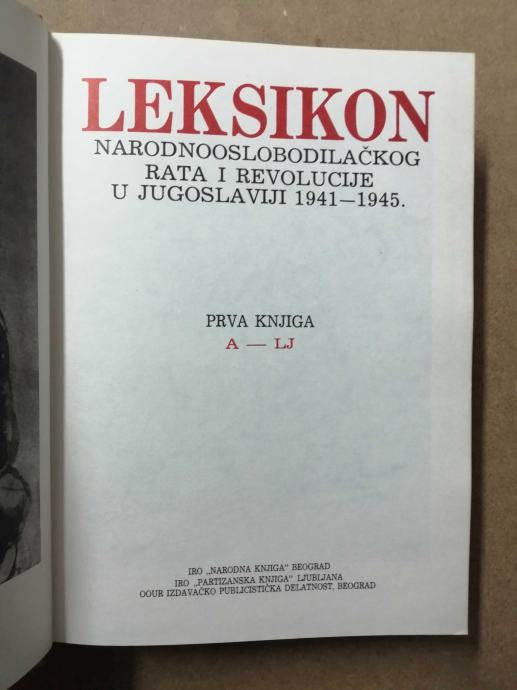 LEKSIKON
NARODNOOSLOBODILAČKOG
RATA I REVOLUCIJE
U JUGOSLAVIJI 1941—1945.
PRVA KNJIGA
A — LJ
IRO „NARODNA KNJIGA“ BEOGRAD
IRO „PARTIZANSKA KNJIGA“ LJUBLJANA
OOUR IZDAVAČKO PUBLICISTIČKA DELATNOST, BEOGRAD